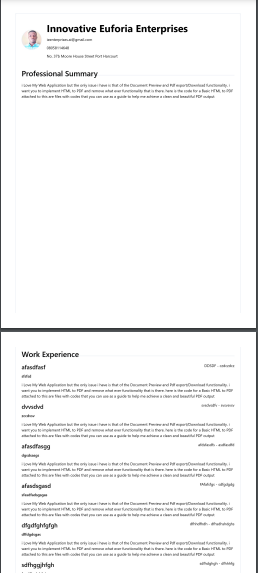 Innovative Euforia Enterprises
No. 37b Moore House Street Port Harcourt
Professional Summary
I Love My Web Application but the only issue i have is that of the Document Preview and Pdf export/Download functionality. i
want you to implement HTML to PDF and remove what ever functionality that is there. here is the code for a Basic HTML to PDF
attached to this are files with codes that you can use as a guide to help me achieve a clean and beautiful PDF output
Work Experience
afasdfasf
I Love My Web Application but the only issue i have is that of the Document Preview and Pdf export/Download functionality. i
want you to implement HTML to PDF and remove what ever functionality that is there. here is the code for a Basic HTML to PDF
attached to this are files with codes that you can use as a guide to help me achieve a clean and beautiful PDF output
dvvsdvd
I Love My Web Application but the only issue i have is that of the Document Preview and Pdf export/Download functionality. i
want you to implement HTML to PDF and remove what ever functionality that is there. here is the code for a Basic HTML to PDF
attached to this are files with codes that you can use as a guide to help me achieve a clean and beautiful PDF output
afasdfasgg
I Love My Web Application but the only issue i have is that of the Document Preview and Pdf export/Download functionality. i
want you to implement HTML to PDF and remove what ever functionality that is there. here is the code for a Basic HTML to PDF
attached to this are files with codes that you can use as a guide to help me achieve a clean and beautiful PDF output
afasdsgasd
I Love My Web Application but the only issue i have is that of the Document Preview and Pdf export/Download functionality. i
want you to implement HTML to PDF and remove what ever functionality that is there. here is the code for a Basic HTML to PDF
attached to this are files with codes that you can use as a guide to help me achieve a clean and beautiful PDF output
dfgdfghfgfgh
I Love My Web Application but the only issue i have is that of the Document Preview and Pdf export/Download functionality. i
want you to implement HTML to PDF and remove what ever functionality that is there. here is the code for a Basic HTML to PDF
attached to this are files with codes that you can use as a guide to help me achieve a clean and beautiful PDF output
sdfhgjhfgh